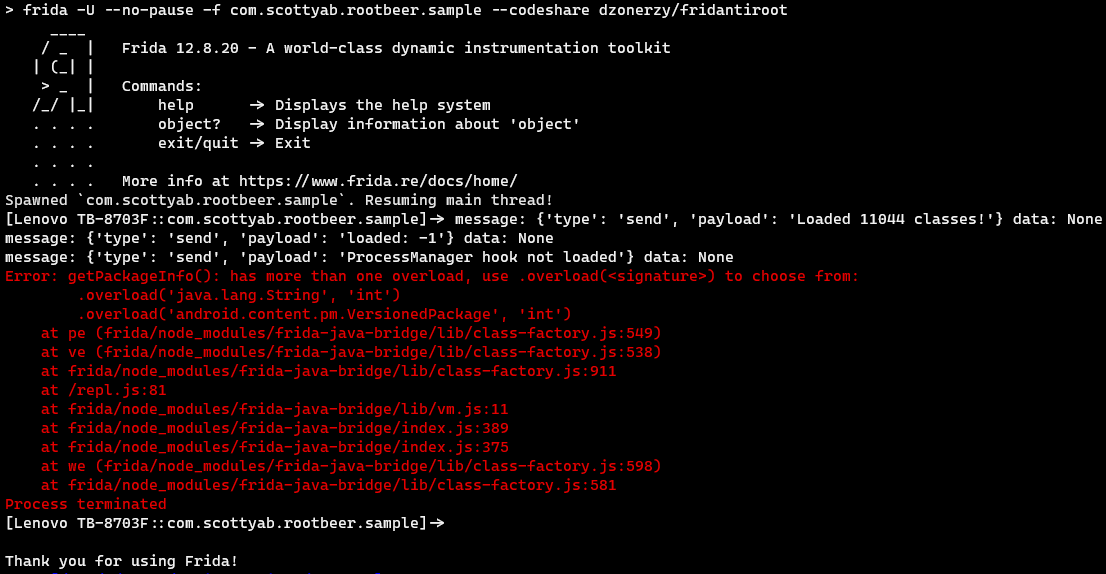 > frida -U --no-pause -f com.scottyab.rootbeer.sample --codeshare dzonerzy/fridantiroot
     ____
    / _  |   Frida 12.8.20 - A world-class dynamic instrumentation toolkit
   | (_| |
    > _  |   Commands:
   /_/ |_|       help      -> Displays the help system
   . . . .       object?   -> Display information about 'object'
   . . . .       exit/quit -> Exit
   . . . .
   . . . .   More info at https://www.frida.re/docs/home/
Spawned `com.scottyab.rootbeer.sample`. Resuming main thread!
[Lenovo TB-8703F::com.scottyab.rootbeer.sample]-> message: {'type': 'send', 'payload': 'Loaded 11044 classes!'} data: None
message: {'type': 'send', 'payload': 'loaded: -1'} data: None
message: {'type': 'send', 'payload': 'ProcessManager hook not loaded'} data: None
Error: getPackageInfo(): has more than one overload, use .overload(<signature>) to choose from:
        .overload('java.lang.String', 'int')
        .overload('android.content.pm.VersionedPackage', 'int')
    at pe (frida/node_modules/frida-java-bridge/lib/class-factory.js:549)
    at ve (frida/node_modules/frida-java-bridge/lib/class-factory.js:538)
    at frida/node_modules/frida-java-bridge/lib/class-factory.js:911
    at /repl.js:81
    at frida/node_modules/frida-java-bridge/lib/vm.js:11
    at frida/node_modules/frida-java-bridge/index.js:389
    at frida/node_modules/frida-java-bridge/index.js:375
    at we (frida/node_modules/frida-java-bridge/lib/class-factory.js:598)
    at frida/node_modules/frida-java-bridge/lib/class-factory.js:581
Process terminated
[Lenovo TB-8703F::com.scottyab.rootbeer.sample]->

Thank you for using Frida!